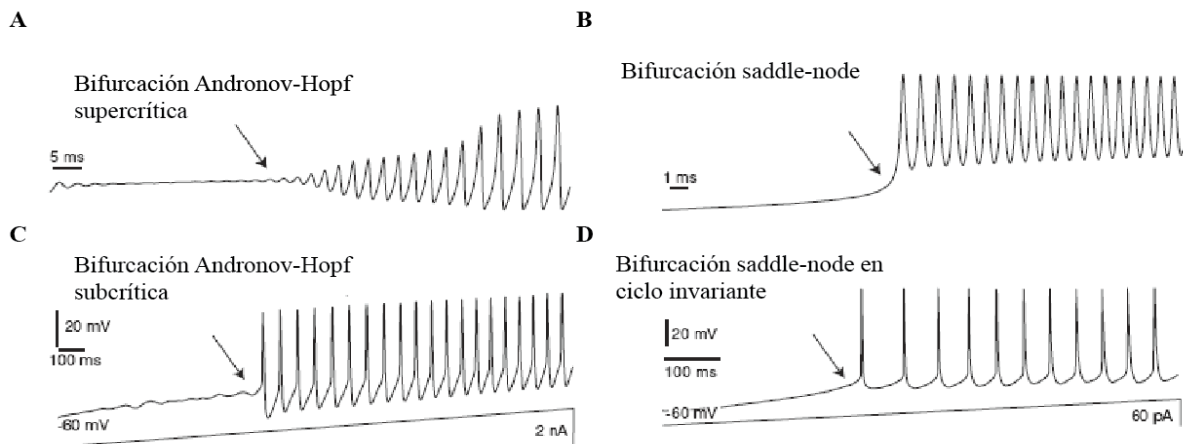 A
Bifurcación Andronov-Hopf
supercrítica
5 ms
B
Bifurcación saddle-node
1 ms
C
Bifurcación Andronov-Hopf
subcrítica
20 mV
100 ms
-60 mV
2 nA
D
Bifurcación saddle-node en
ciclo invariante
20 mV
100 ms
-60 mV
60 pA